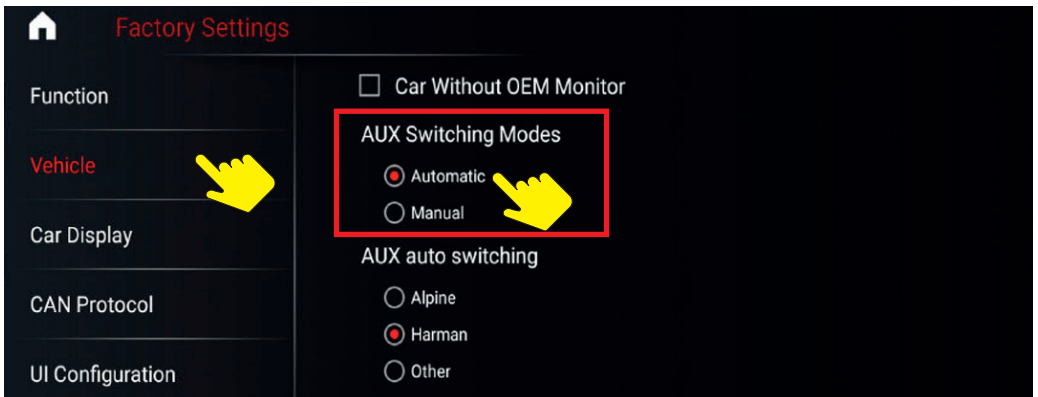 Factory Settings
Function
Vehicle
Car Display
CAN Protocol
UI Configuration
Car Without OEM Monitor
AUX Switching Modes
Automatic
Manual
AUX auto switching
Alpine
Harman
Other